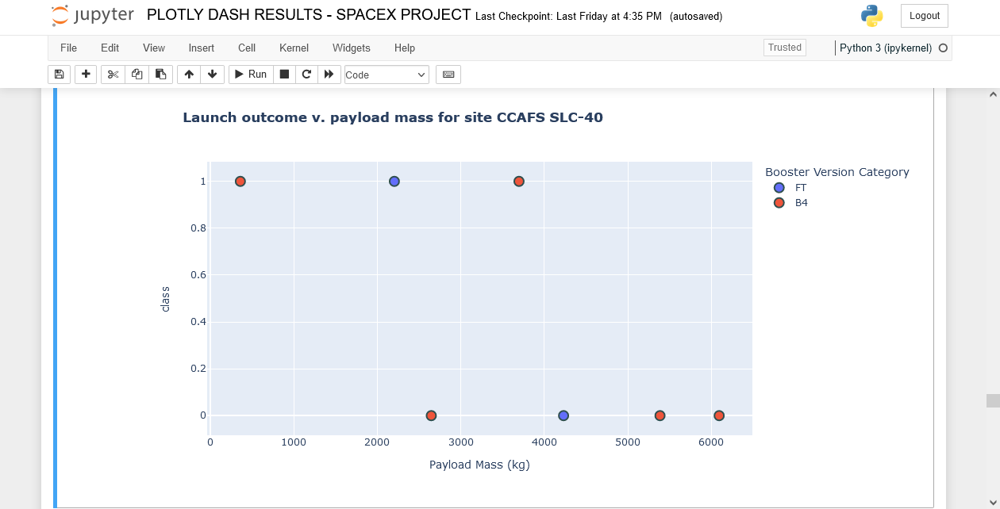 jupyter PLOTLY DASH RESULTS - SPACEX PROJECT Last Checkpoint: Last Friday at 4:35 PM (autosaved) Logout
File Edit View Insert Cell Kernel Widgets Help Trusted Python 3 (ipykernel)
Run Code
Launch outcome v. payload mass for site CCAFS SLC-40
Booster Version Category
FT
B4
1
0.8
0.6
0.4
0.2
0
class
0 1000 2000 3000 4000 5000 6000
Payload Mass (kg)